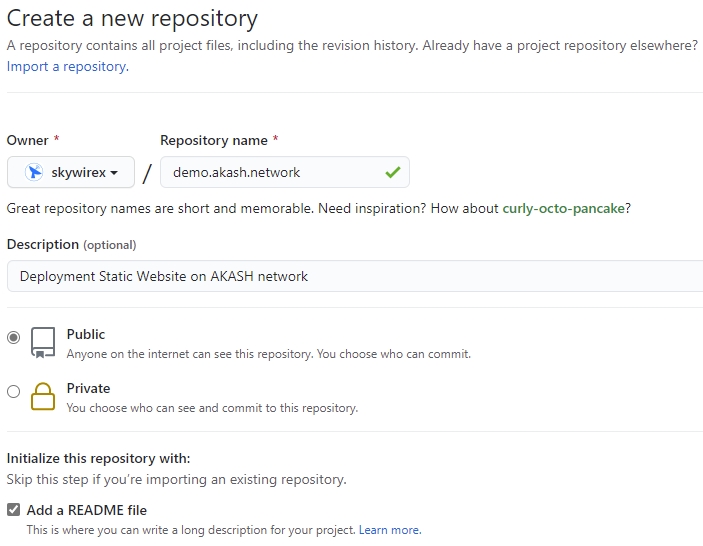 Create a new repository
A repository contains all project files, including the revision history. Already have a project repository elsewhere?
Import a repository.
Owner * Repository name *
skywirex / demo.akash.network
Great repository names are short and memorable. Need inspiration? How about curly-octo-pancake?
Description (optional)
Deployment Static Website on AKASH network
Public
Anyone on the internet can see this repository. You choose who can commit.
Private
You choose who can see and commit to this repository.
Initialize this repository with:
Skip this step if you’re importing an existing repository.
Add a README file
This is where you can write a long description for your project. Learn more.